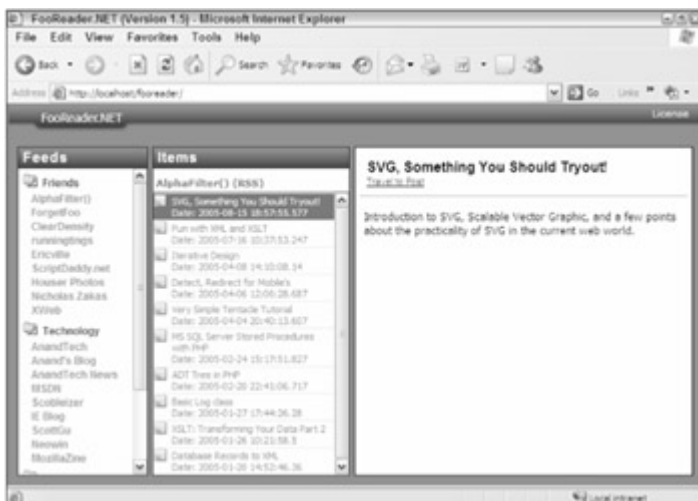 FooReader.NET (Version 1.5) - Microsoft Internet Explorer
File Edit View Favorites Tools Help
Back Search Favorites
Address http://localhost/fooreader/ Go Links
FooReader.NET
License
Feeds
Friends
AlphaFilter()
ForgetFoo
ClearDensity
runningtings
Ericville
ScriptDaddy.net
Houser Photos
Nicholas Zakas
XWeb
Technology
AnandTech
Anand's Blog
AnandTech News
MSDN
Scobleizer
IE Blog
ScottGu
Neowin
MozillaZine
Items
AlphaFilter() (RSS)
SVG, Something You Should Tryout!
Date: 2005-08-15 18:57:55.577
Fun with XML and XSLT
Date: 2005-07-16 10:37:53.247
Iterative Design
Date: 2005-04-08 14:10:08.14
Detect, Redirect for Mobile's
Date: 2005-04-06 12:06:28.687
Very Simple Tentacle Tutorial
Date: 2005-04-04 20:40:13.607
MS SQL Server Stored Procedures
with PHP
Date: 2005-02-24 15:17:51.827
ADT Tree in PHP
Date: 2005-02-20 22:41:06.717
Basic Log class
Date: 2005-01-27 17:44:26.28
XSLT: Transforming Your Data Part 2
Date: 2005-01-26 10:21:58.5
Database Records to XML
Date: 2005-01-20 14:52:46.36
SVG, Something You Should Tryout!
Travel to Post
Introduction to SVG, Scalable Vector Graphic, and a few points
about the practicality of SVG in the current web world.
Local intranet